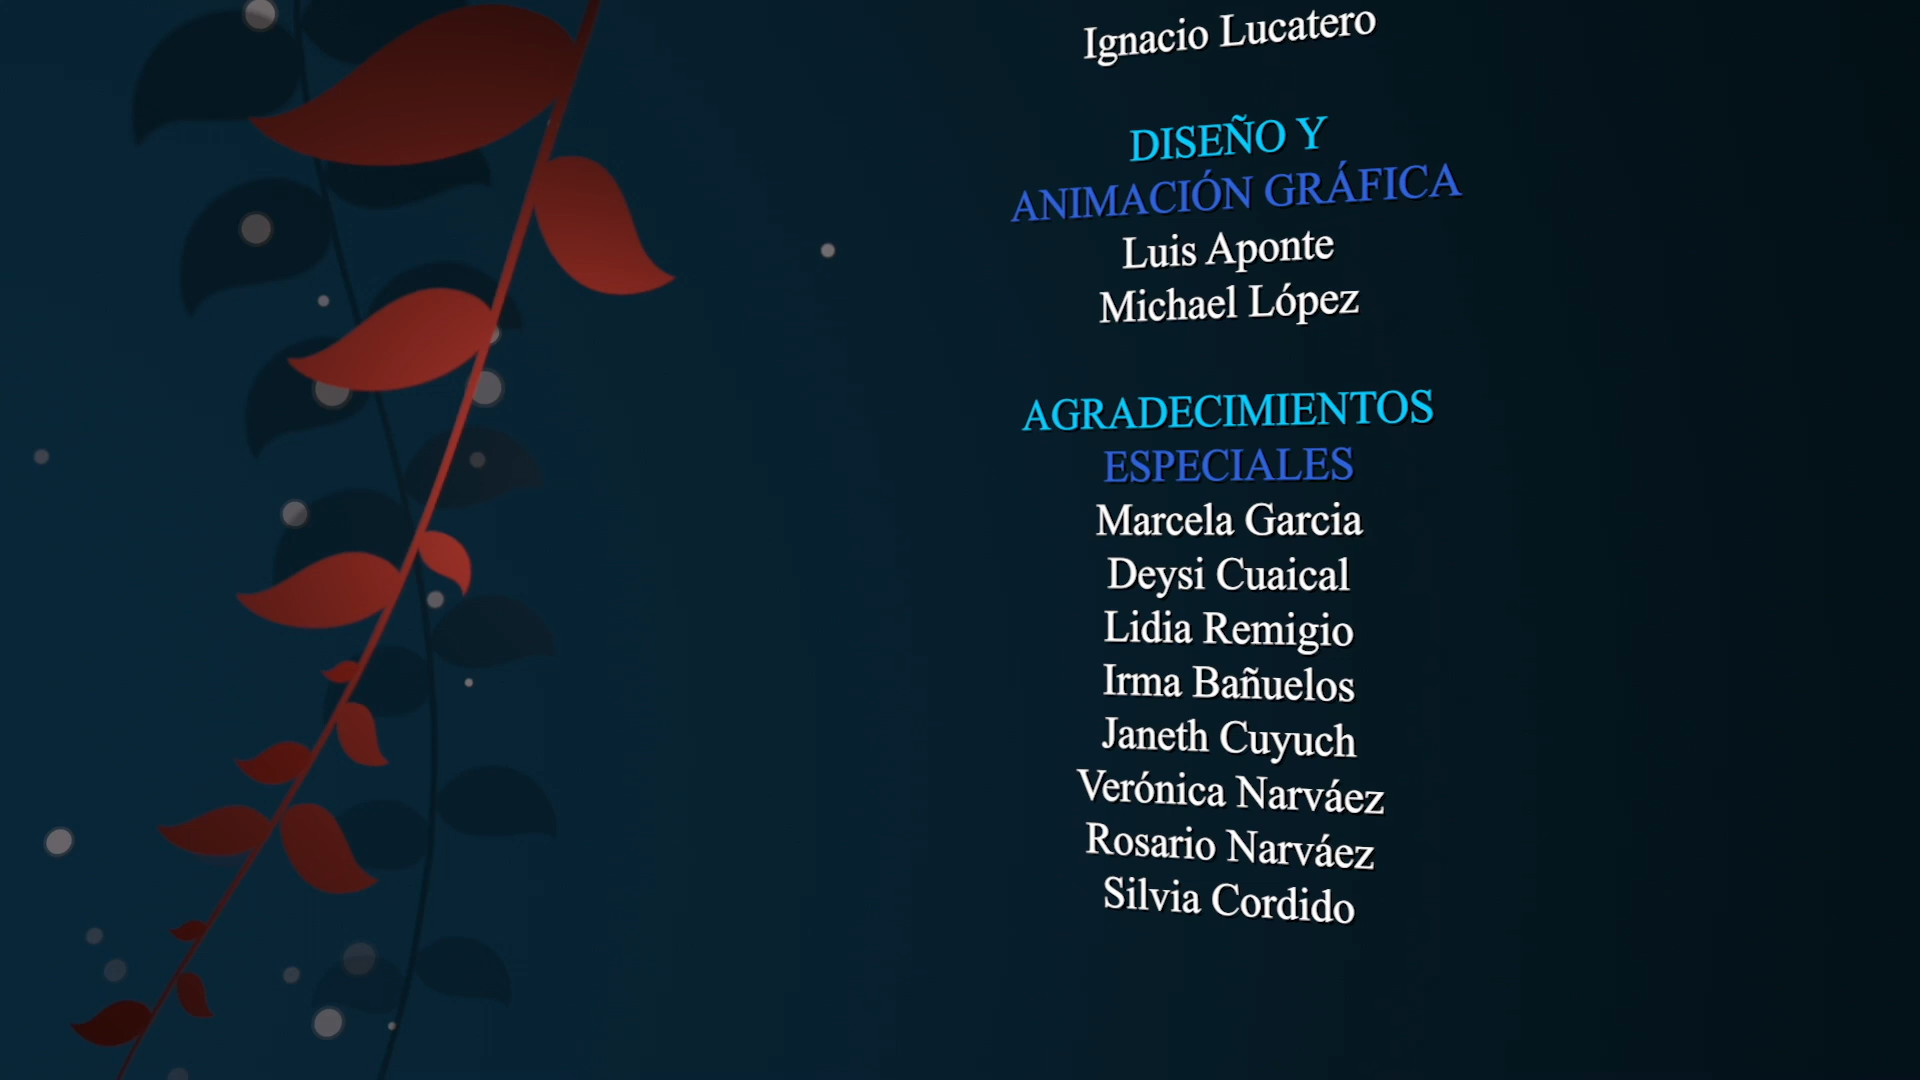 Ignacio Lucatero
DISEÑO Y
ANIMACIÓN GRÁFICA
Luis Aponte
Michael López
AGRADECIMIENTOS
ESPECIALES
Marcela Garcia
Deysi Cuaical
Lidia Remigio
Irma Bañuelos
Janeth Cuyuch
Verónica Narváez
Rosario Narváez
Silvia Cordido